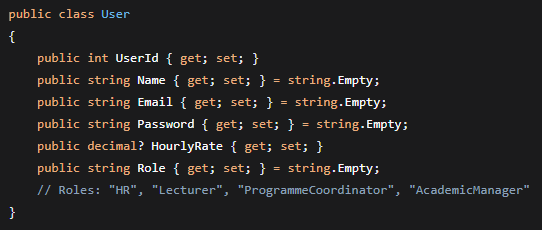 public class User
{
public int UserId { get; set; }
public string Name { get; set; } = string.Empty;
public string Email { get; set; } = string.Empty;
public string Password { get; set; } = string.Empty;
public decimal? HourlyRate { get; set; }
public string Role { get; set; } = string.Empty;
// Roles: "HR", "Lecturer", "ProgrammeCoordinator", "AcademicManager"
}